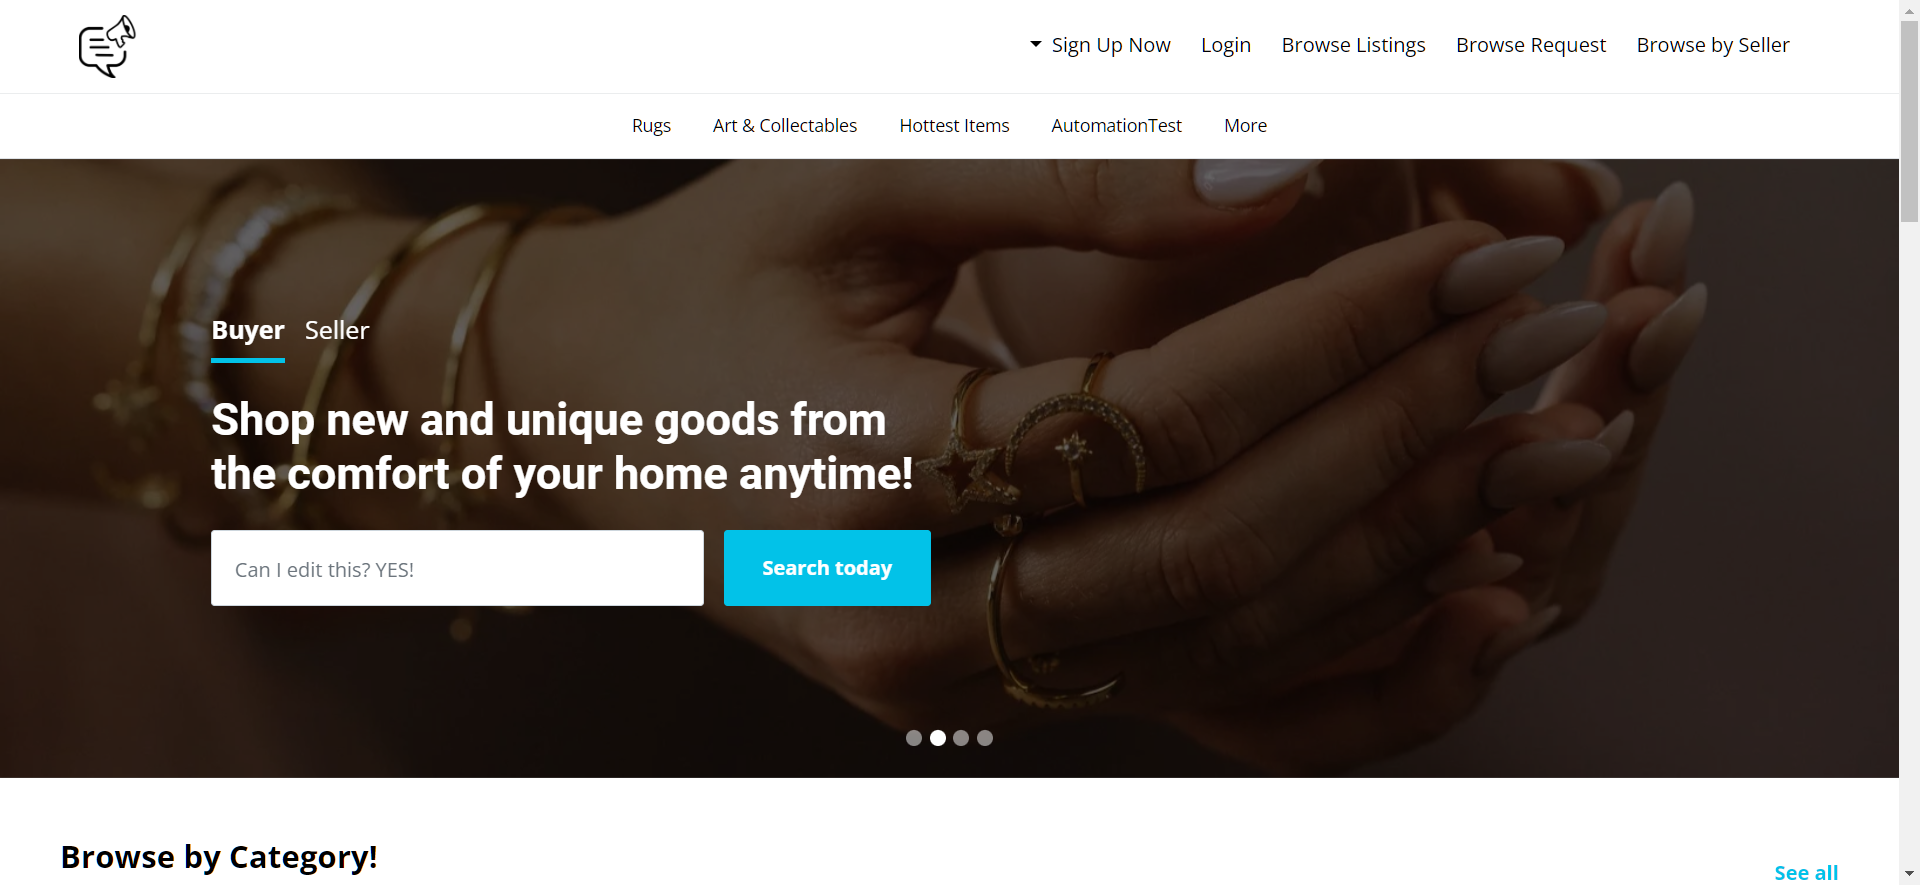 Sign Up Now Login Browse Listings Browse Request Browse by Seller
Rugs Art & Collectables Hottest Items AutomationTest More
Buyer Seller
Shop new and unique goods from
the comfort of your home anytime!
Can I edit this? YES!
Search today
Browse by Category!
See all